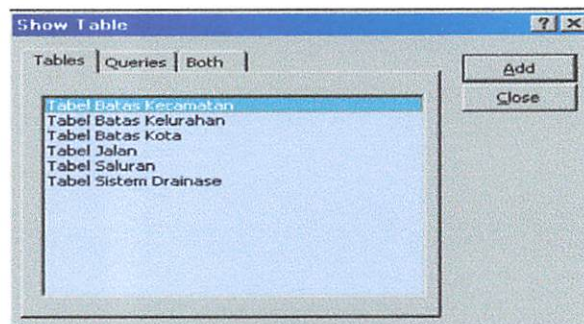 Show Table
? ×
Tables Queries Both
Add
Close
Tabel Batas Kecamatan
Tabel Batas Kelurahan
Tabel Batas Kota
Tabel Jalan
Tabel Saluran
Tabel Sistem Drainase